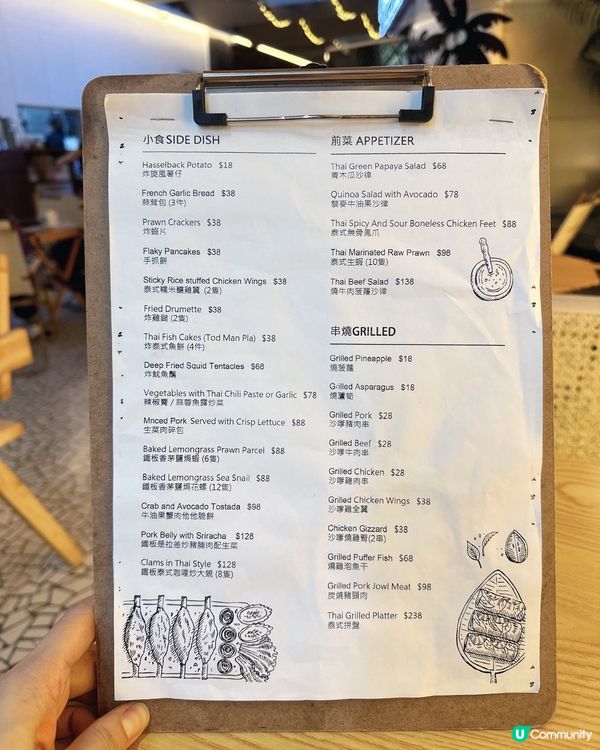 小食SIDE DISH
Hasselback Potato $18
炸旋風薯仔
French Garlic Bread $38
蒜茸包 (3件)
Prawn Crackers $38
炸蝦片
Flaky Pancakes $38
手抓餅
Sticky Rice stuffed Chicken Wings $38
泰式糯米釀雞翼 (2隻)
Fried Drumette $38
炸雞鎚 (2隻)
Thai Fish Cakes (Tod Man Pla) $38
炸泰式魚餅 (4件)
Deep Fried Squid Tentacles $68
炸魷魚鬚
Vegetables with Thai Chili Paste or Garlic $78
辣椒膏 / 蒜蓉魚露炒菜
Mnced Pork Served with Crisp Lettuce $88
生菜肉碎包
Baked Lemongrass Prawn Parcel $88
鐵板香茅鹽焗蝦 (6隻)
Baked Lemongrass Sea Snail $88
鐵板香茅鹽焗花螺 (12隻)
Crab and Avocado Tostada $98
牛油果蟹肉他他脆餅
Pork Belly with Sriracha $128
鐵板是拉差炒豬腩肉配生菜
Clams in Thai Style $128
鐵板泰式咖喱炒大蜆 (8隻)
前菜 APPETIZER
Thai Green Papaya Salad $68
青木瓜沙律
Quinoa Salad with Avocado $78
藜麥牛油果沙律
Thai Spicy And Sour Boneless Chicken Feet $88
泰式無骨鳳爪
Thai Marinated Raw Prawn $98
泰式生蝦 (10隻)
Thai Beef Salad $138
燒牛肉菠蘿沙律
串燒GRILLED
Grilled Pineapple $18
燒菠蘿
Grilled Asparagus $18
燒蘆筍
Grilled Pork $28
沙嗲豬肉串
Grilled Beef $28
沙嗲牛肉串
Grilled Chicken $28
沙嗲雞肉串
Grilled Chicken Wings $38
沙嗲雞全翼
Chicken Gizzard $38
沙嗲燒雞腎(2串)
Grilled Puffer Fish $68
燒雞泡魚干
Grilled Pork Jowl Meat $98
炭燒豬頸肉
Thai Grilled Platter $238
泰式拼盤
U Community